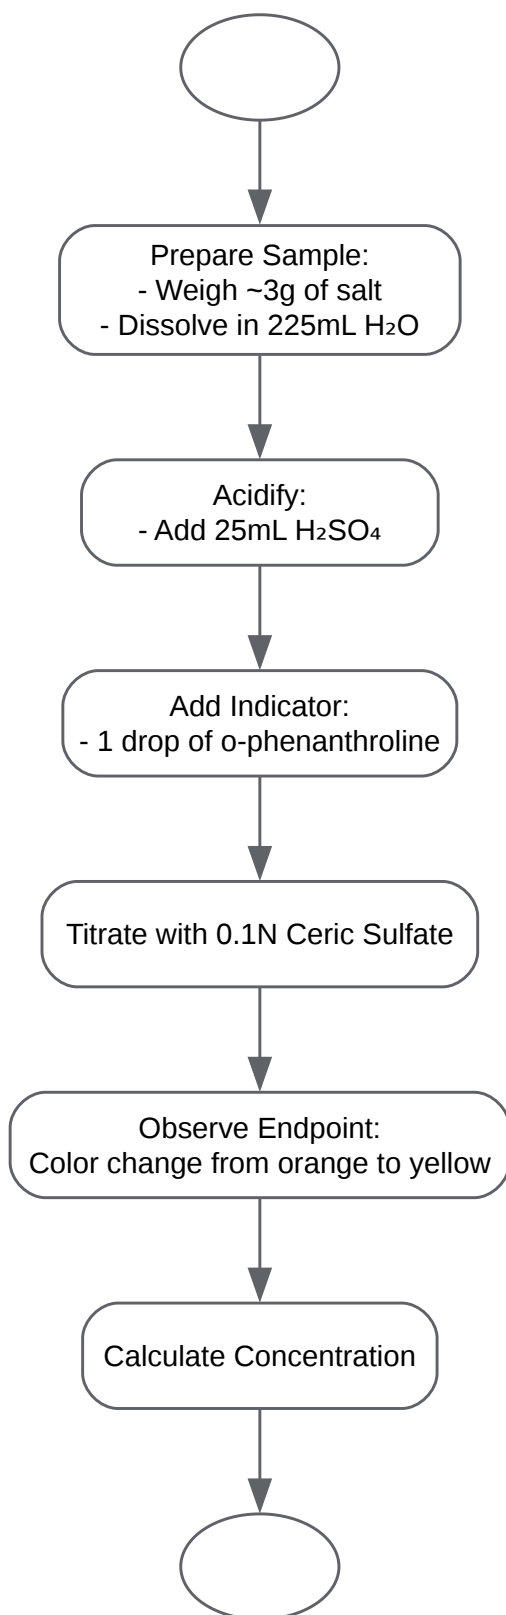 Prepare Sample:
- Weigh ~3g of salt
- Dissolve in 225mL H₂O
Acidify:
- Add 25mL H₂SO₄
Add Indicator:
- 1 drop of o-phenanthroline
Titrate with 0.1N Ceric Sulfate
Observe Endpoint:
Color change from orange to yellow
Calculate Concentration